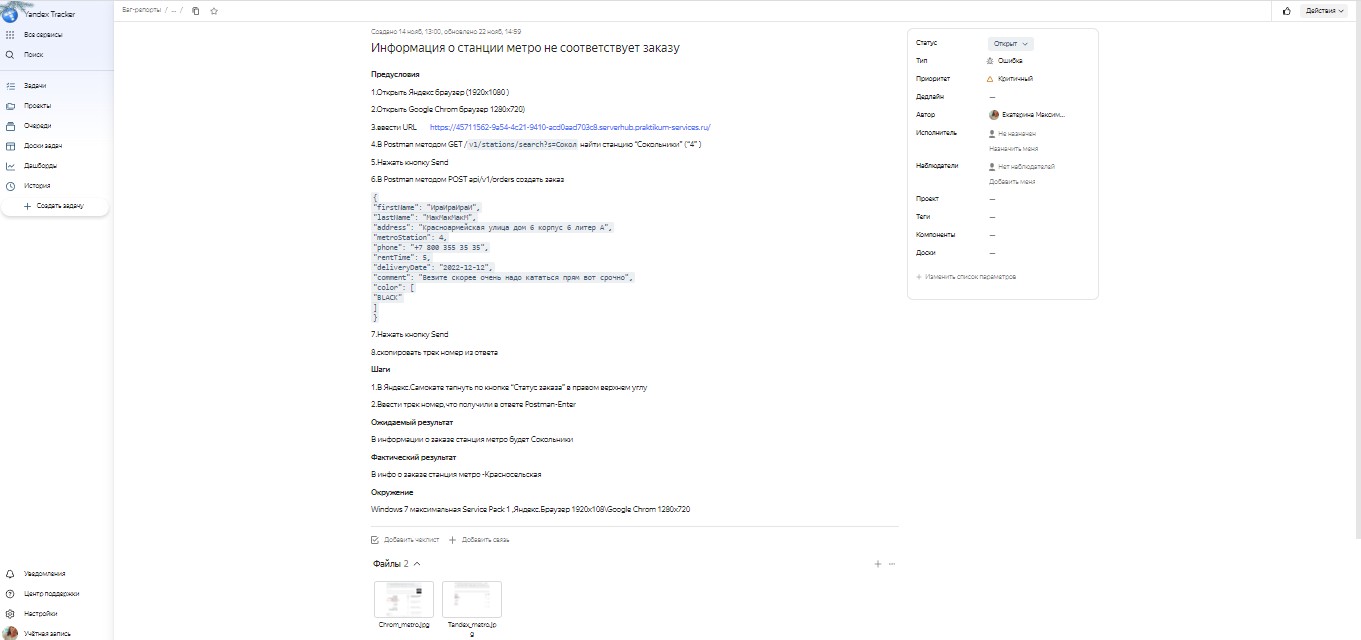 Yandex Tracker
Все сервисы
Поиск
Задачи
Проекты
Очереди
Доски задач
Дашборды
История
+ Создать задачу
Уведомления
Центр поддержки
Настройки
Учётная запись
Баг-репорты / ... /
Действия
Создано 14 нояб, 13:00, обновлено 22 нояб, 14:59
Информация о станции метро не соответствует заказу
Предусловия
1.Открыть Яндекс браузер (1920x1080 )
2.Открыть Google Chrom браузер 1280x720)
3.ввести URL https://45711562-9a54-4c21-9410-acd0aad703c8.serverhub.praktikum-services.ru/
4.В Postman методом GET /v1/stations/search?s=Сокол найти станцию "Сокольники" ("4" )
5.Нажать кнопку Send
6.В Postman методом POST api/v1/orders создать заказ
{
"firstName": "ИраИраИраИ",
"lastName": "МакМакМакМ",
"address": "Красноармейская улица дом 6 корпус 6 литер А",
"metroStation": 4,
"phone": "+7 800 355 35 35",
"rentTime": 5,
"deliveryDate": "2022-12-12",
"comment": "Везите скорее очень надо кататься прям вот срочно",
"color": [
"BLACK"
]
}
7.Нажать кнопку Send
8.скопировать трек номер из ответа
Шаги
1.В Яндекс.Самокате тапнуть по кнопке "Статус заказа" в правом верхнем углу
2.Ввести трек номер,что получили в ответе Postman-Enter
Ожидаемый результат
В информации о заказе станция метро будет Сокольники
Фактический результат
В инфо о заказе станция метро -Красносельская
Окружение
Windows 7 максимальная Service Pack 1 ,Яндекс.Браузер 1920x108\Google Chrom 1280x720
Добавить чеклист + Добавить связь
Файлы 2
Chrom_metro.jpg
Tandex_metro.jp
g
Статус Открыт
Тип Ошибка
Приоритет Критичный
Дедлайн —
Автор Екатерина Максим...
Исполнитель Не назначен
Назначить меня
Наблюдатели Нет наблюдателей
Добавить меня
Проект —
Теги —
Компоненты —
Доски —
+ Изменить список параметров